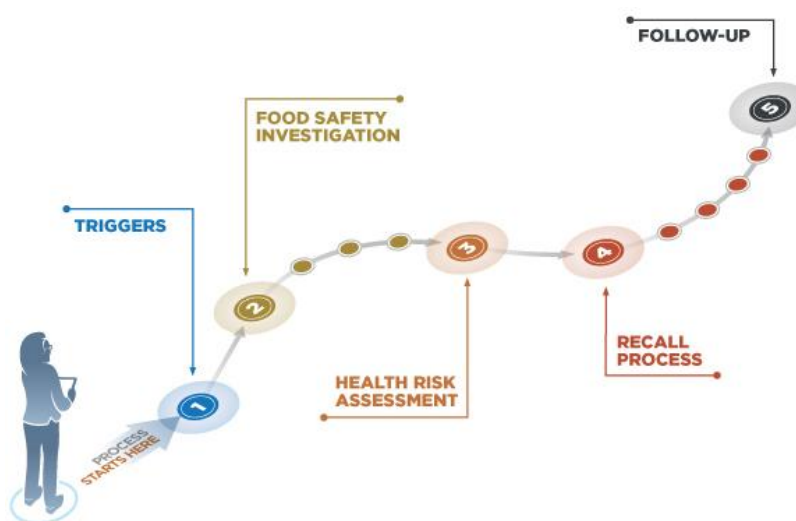 FOLLOW-UP
5
FOOD SAFETY
INVESTIGATION
TRIGGERS
3
4
2
RECALL
PROCESS
HEALTH RISK
ASSESSMENT
1
PROCESS
STARTS HERE